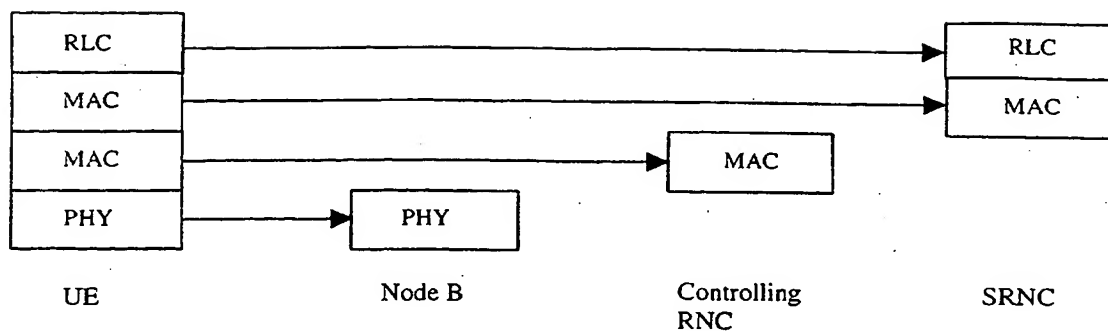 RLC
RLC
MAC
MAC
MAC
MAC
PHY
PHY
UE
Node B
Controlling
RNC
SRNC